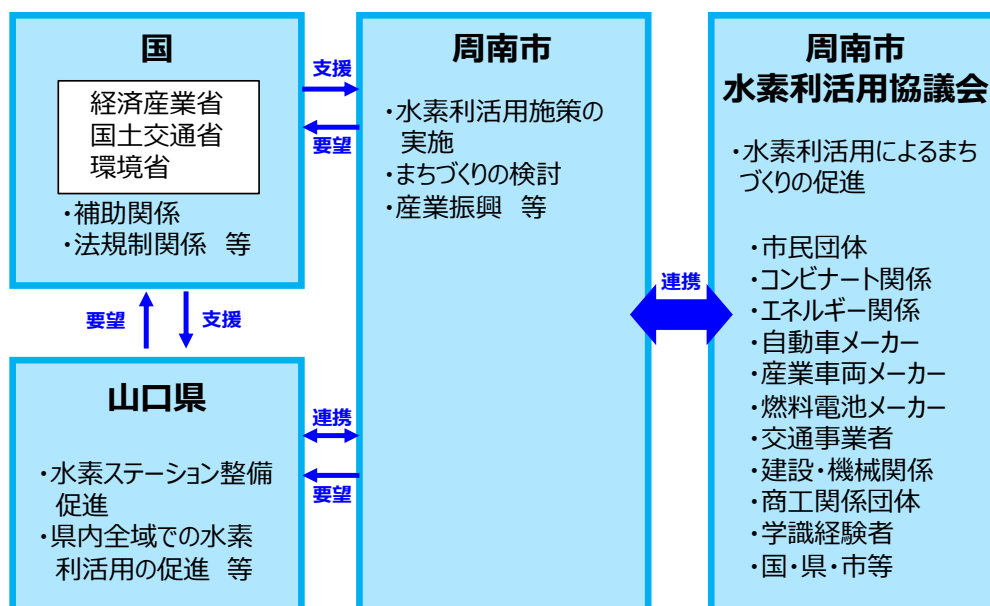 国
経済産業省
国土交通省
環境省
・補助関係
・法規制関係 等
支援
要望
要望
支援
山口県
・水素ステーション整備
促進
・県内全域での水素
利活用の促進 等
連携
要望
周南市
・水素利活用施策の
実施
・まちづくりの検討
・産業振興 等
連携
周南市
水素利活用協議会
・水素利活用によるまち
づくりの促進
・市民団体
・コンビナート関係
・エネルギー関係
・自動車メーカー
・産業車両メーカー
・燃料電池メーカー
・交通事業者
・建設・機械関係
・商工関係団体
・学識経験者
・国・県・市等